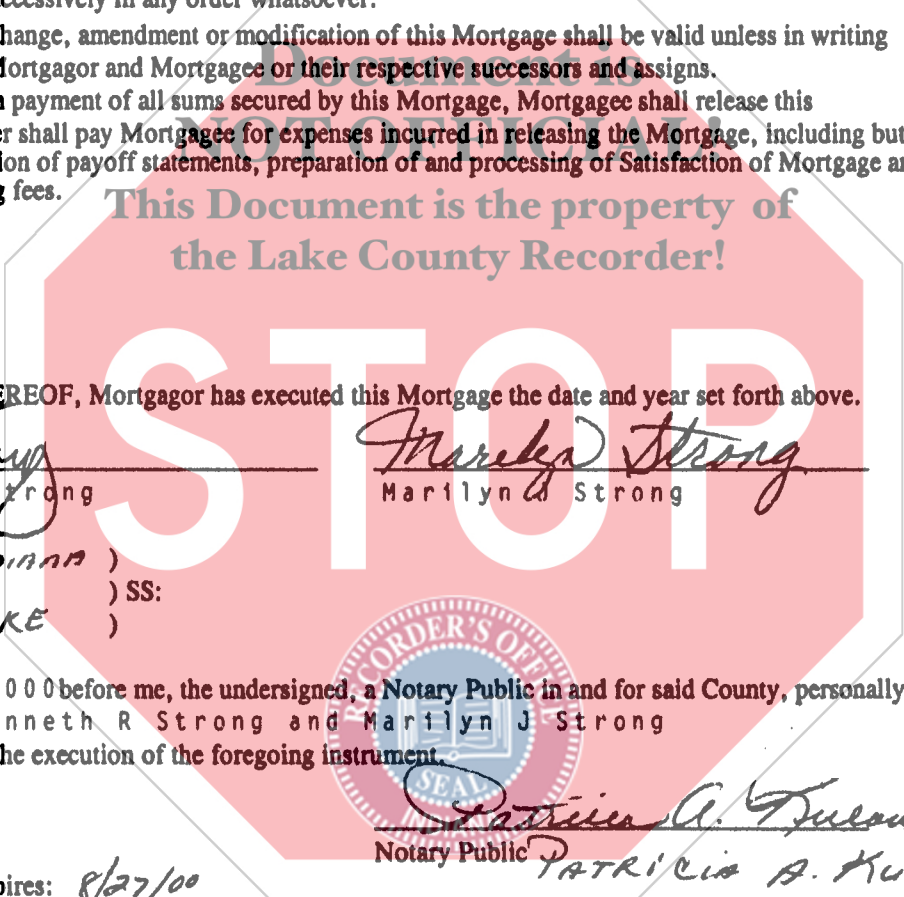 ccessively in any order whatsoever.
hange, amendment or modification of this Mortgage shall be valid unless in writing
Mortgagor and Mortgagee or their respective successors and assigns.
Document is
payment of all sums secured by this Mortgage, Mortgagee shall release this
NOT OFFICIAL!
er shall pay Mortgagee for expenses incurred in releasing the Mortgage, including but
ion of payoff statements, preparation of and processing of Satisfaction of Mortgage an
g fees.
This Document is the property of
the Lake County Recorder!
STOP
EREOF, Mortgagor has executed this Mortgage the date and year set forth above.
Marilyn J Strong
trong
Marilyn J Strong
DIANA )
) SS:
KE )
RECORDER'S OFFICE
000 before me, the undersigned, a Notary Public in and for said County, personally
nneth R Strong and Marilyn J Strong
he execution of the foregoing instrument.
SEAL
INDIANA
Patricia A.
Notary Public PATRICIA A. KU
pires: 8/27/00